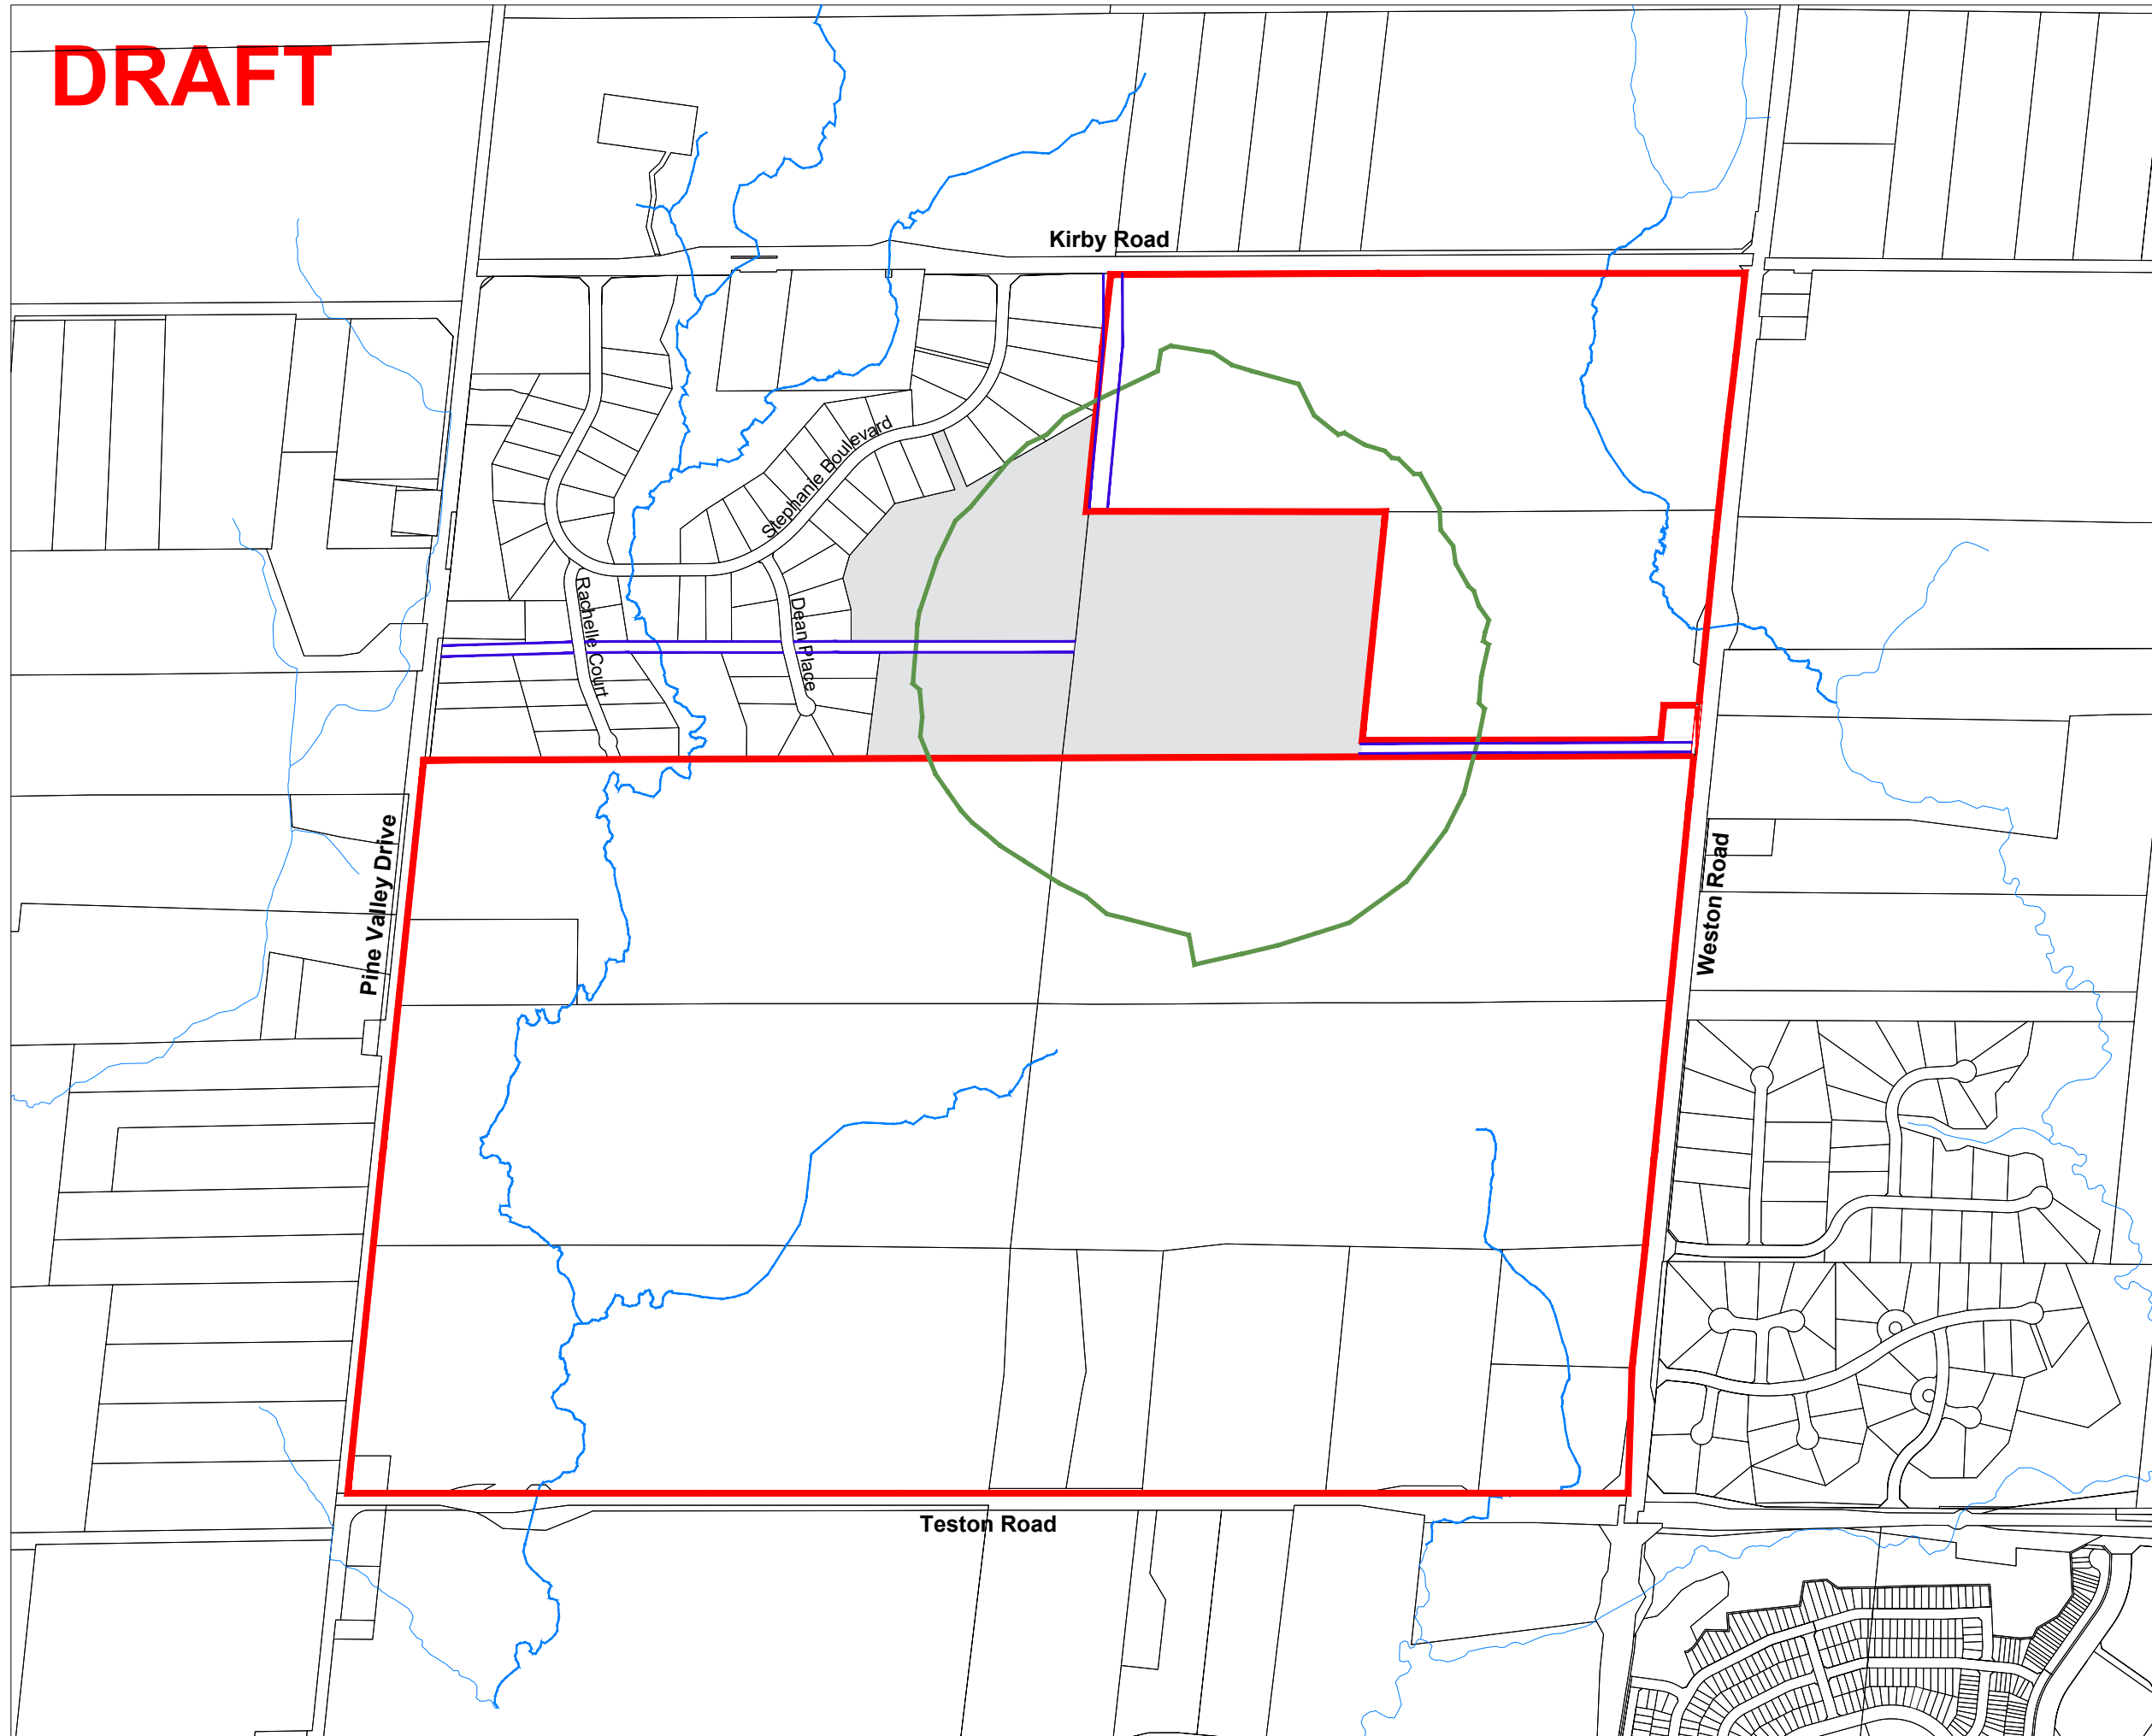 DRAFT
Kirby Road
Stephanie Boulevard
Rachelle Court
Dean Place
Pine Valley Drive
Weston Road
Teston Road